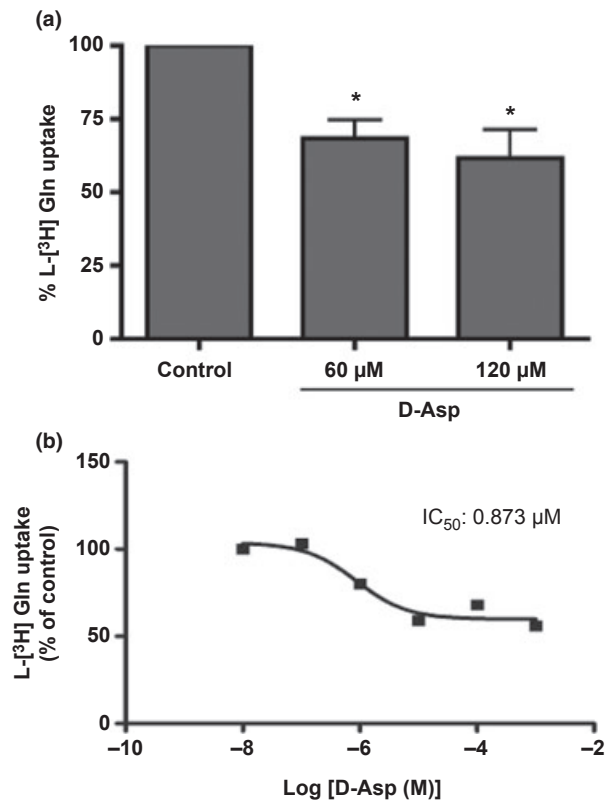 (a)
% L-[³H] Gln uptake
100
75
50
25
0
*
*
Control
60 µM
120 µM
D-Asp
(b)
L-[³H] Gln uptake
(% of control)
150
100
50
0
IC₅₀: 0.873 µM
–10
–8
–6
–4
–2
Log [D-Asp (M)]